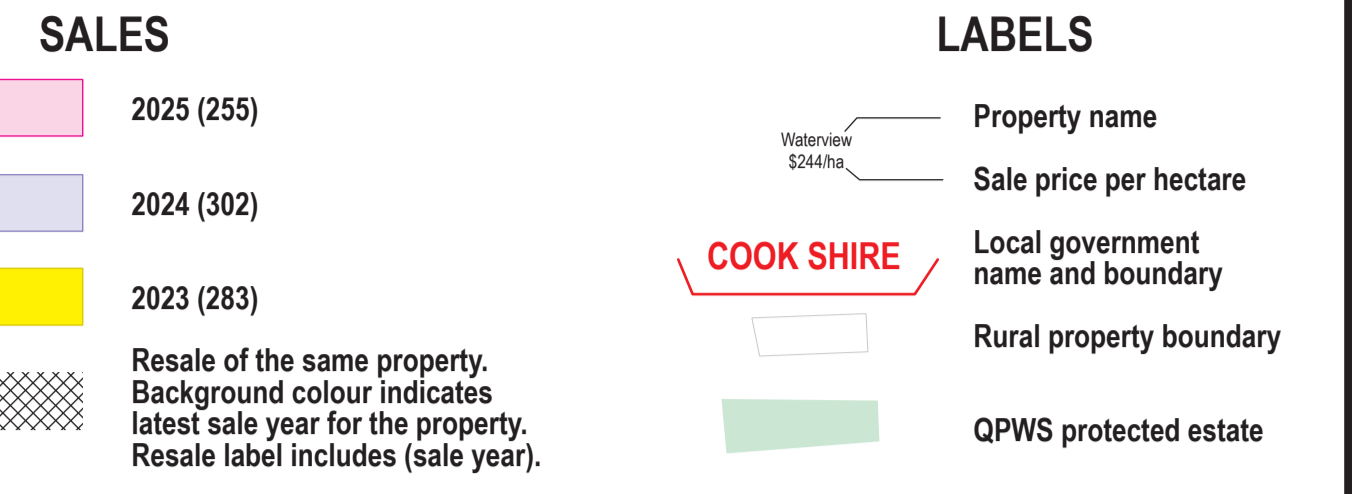 SALES
2025 (255)
2024 (302)
2023 (283)
Resale of the same property.
Background colour indicates
latest sale year for the property.
Resale label includes (sale year).
LABELS
Waterview
$244/ha
Property name
Sale price per hectare
COOK SHIRE
Local government
name and boundary
Rural property boundary
QPWS protected estate